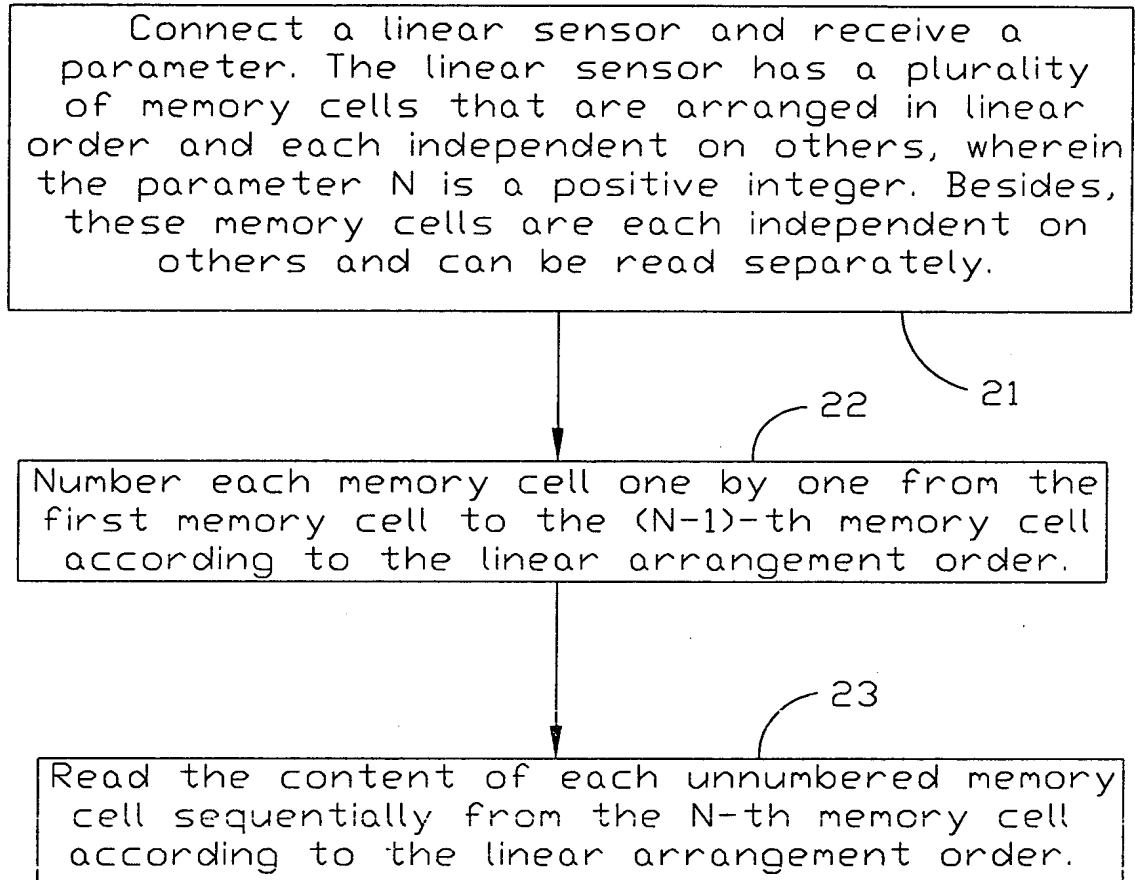 Connect a linear sensor and receive a
parameter. The linear sensor has a plurality
of memory cells that are arranged in linear
order and each independent on others, wherein
the parameter N is a positive integer. Besides,
these memory cells are each independent on
others and can be read separately.
21
22
Number each memory cell one by one from the
first memory cell to the (N-1)-th memory cell
according to the linear arrangement order.
23
Read the content of each unnumbered memory
cell sequentially from the N-th memory cell
according to the linear arrangement order.